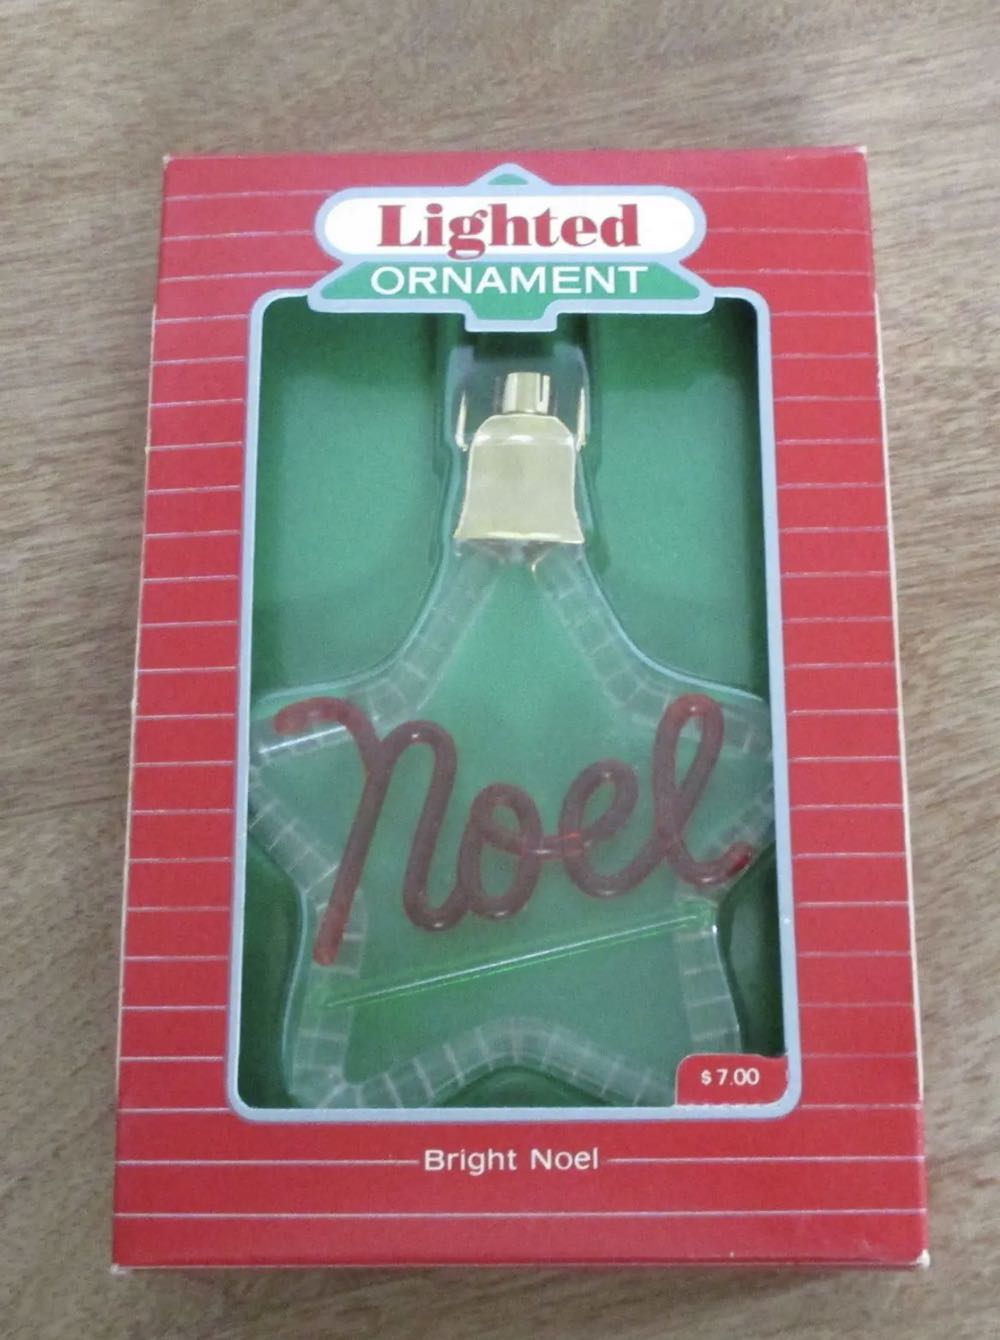 Lighted
ORNAMENT
Noel
$7.00
Bright Noel